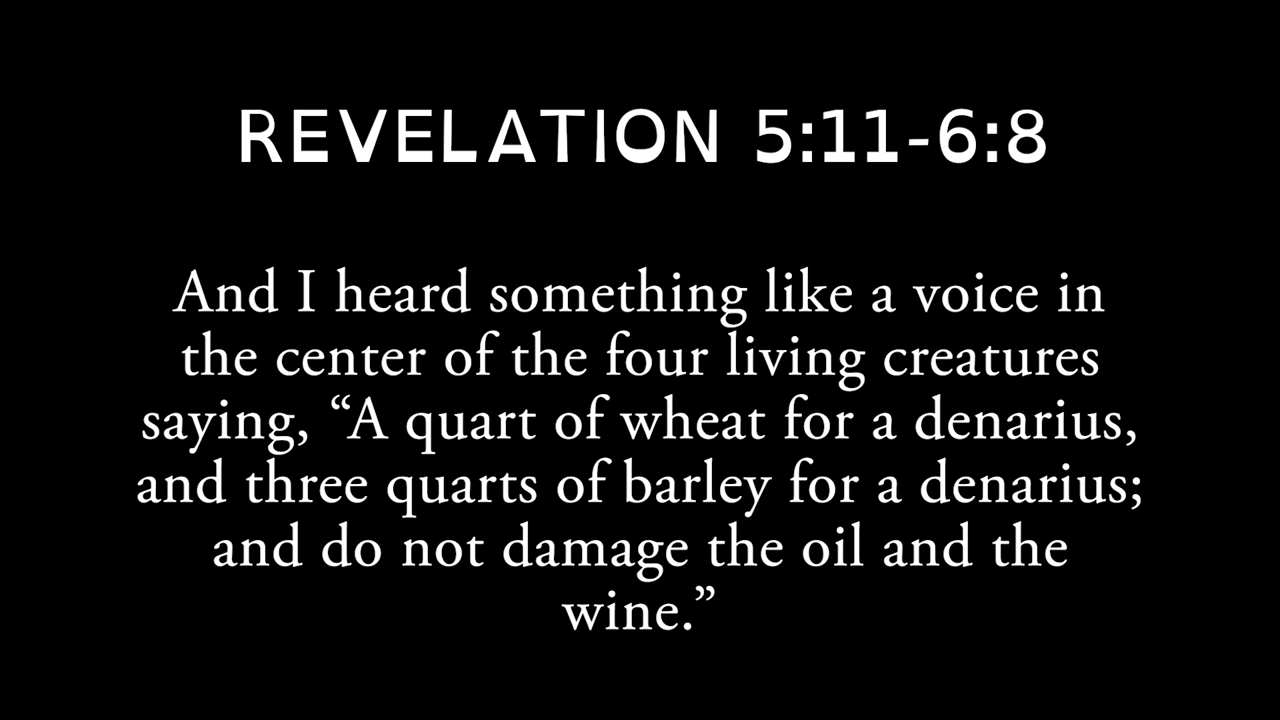 REVELATION 5:11-6:8
And I heard something like a voice in
the center of the four living creatures
saying, “A quart of wheat for a denarius,
and three quarts of barley for a denarius;
and do not damage the oil and the
wine.”